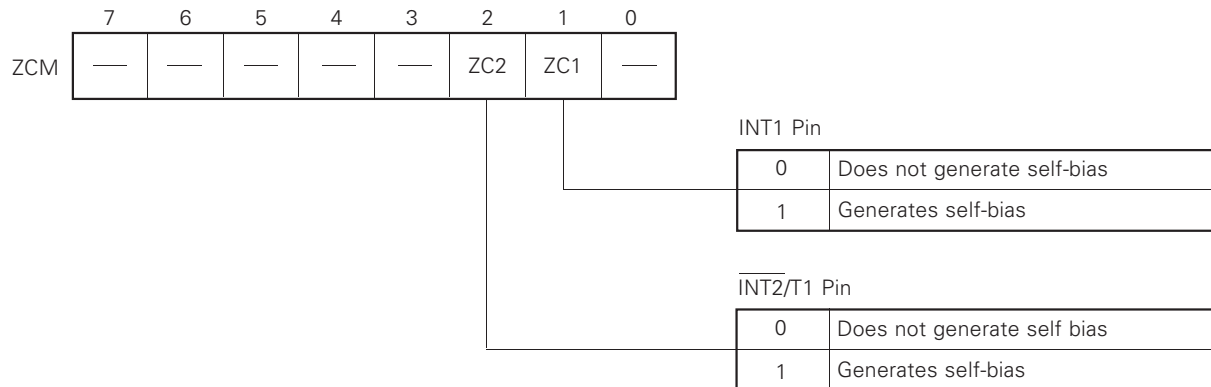 7 6 5 4 3 2 1 0
ZCM — — — — — ZC2 ZC1 —
INT1 Pin
0 Does not generate self-bias
1 Generates self-bias
INT2/T1 Pin
0 Does not generate self bias
1 Generates self-bias